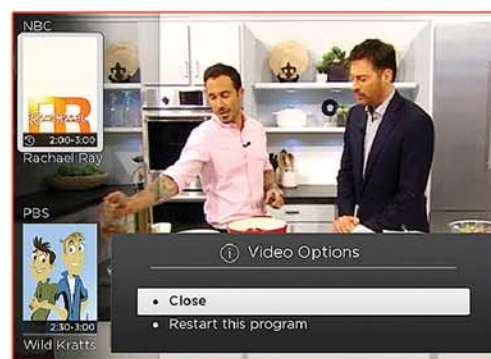 NBC
RACHAEL
2:00-3:00
Rachael Ray
PBS
2:30-3:00
Wild Kratts
Video Options
Close
Restart this program